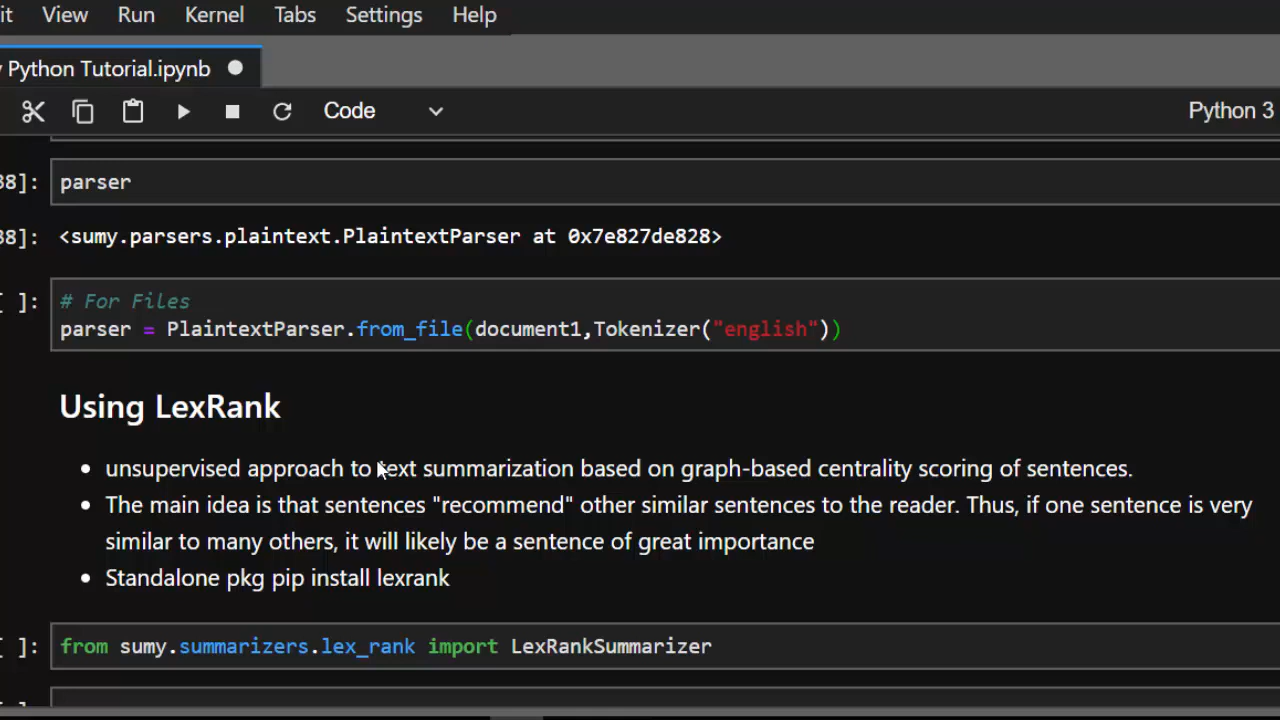 it View Run Kernel Tabs Settings Help
y Python Tutorial.ipynb
Code
Python 3
38]: parser
38]: <sumy.parsers.plaintext.PlaintextParser at 0x7e827de828>
[ ]: # For Files
parser = PlaintextParser.from_file(document1,Tokenizer("english"))
Using LexRank
• unsupervised approach to text summarization based on graph-based centrality scoring of sentences.
• The main idea is that sentences "recommend" other similar sentences to the reader. Thus, if one sentence is very
similar to many others, it will likely be a sentence of great importance
• Standalone pkg pip install lexrank
[ ]: from sumy.summarizers.lex_rank import LexRankSummarizer